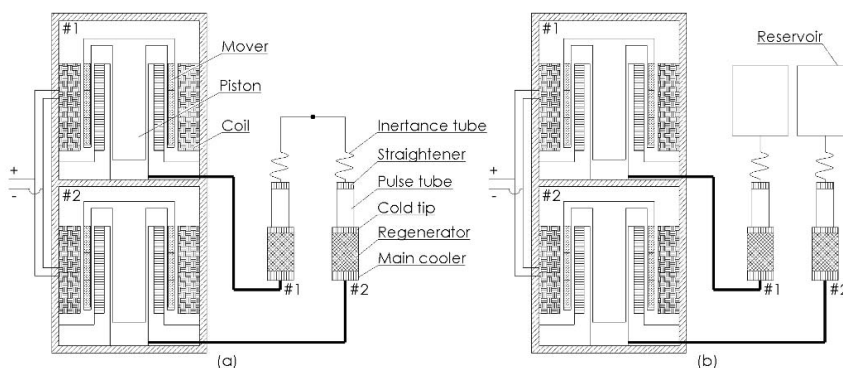 #1
Mover
Piston
Coil
+
-
#2
Inertance tube
Straightener
Pulse tube
Cold tip
Regenerator
Main cooler
#1
#2
(a)
#1
Reservoir
+
-
#2
#1
#2
(b)